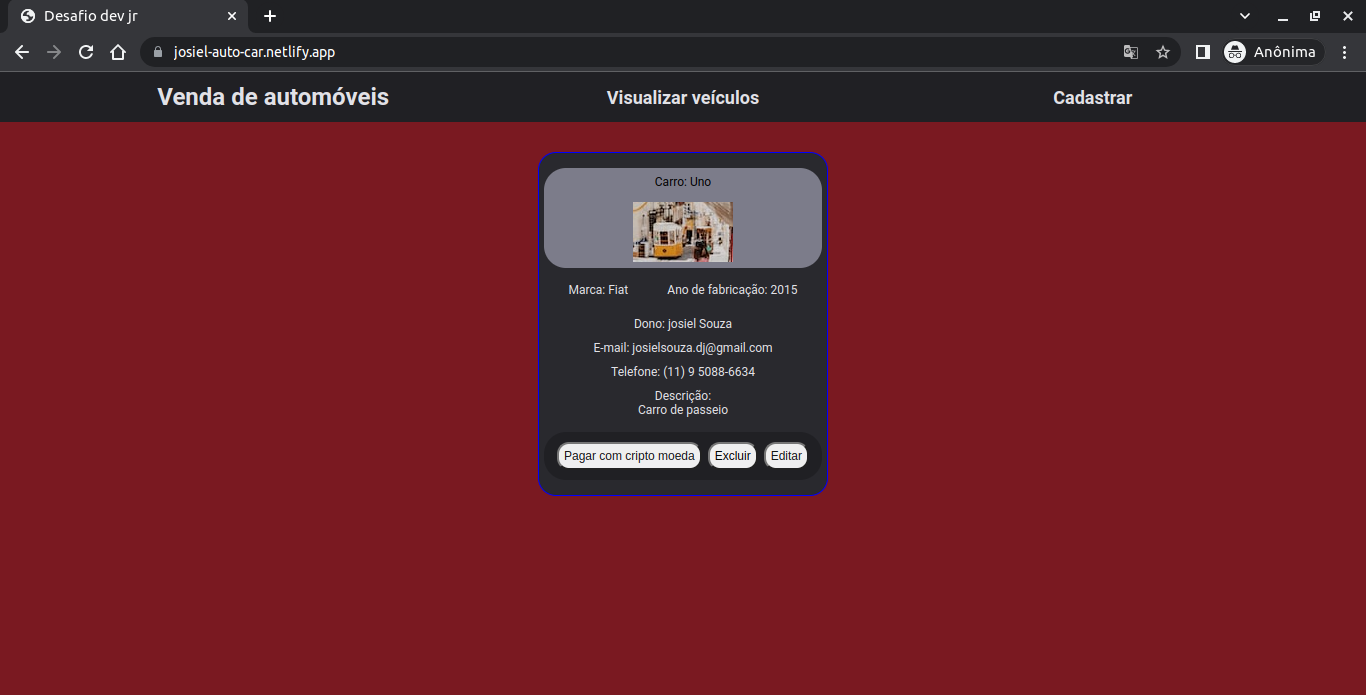 Desafio dev jr
josiel-auto-car.netlify.app
Anônima
Venda de automóveis
Visualizar veículos
Cadastrar
Carro: Uno
Marca: Fiat
Ano de fabricação: 2015
Dono: josiel Souza
E-mail: josielsouza.dj@gmail.com
Telefone: (11) 9 5088-6634
Descrição:
Carro de passeio
Pagar com cripto moeda
Excluir
Editar